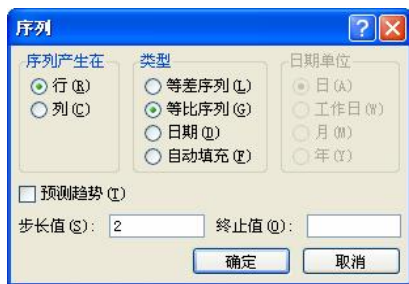 序列
序列产生在
行(R)
列(C)
类型
等差序列(L)
等比序列(G)
日期(D)
自动填充(F)
日期单位
日(A)
工作日(W)
月(M)
年(Y)
预测趋势(T)
步长值(S): 2
终止值(O):
确定
取消